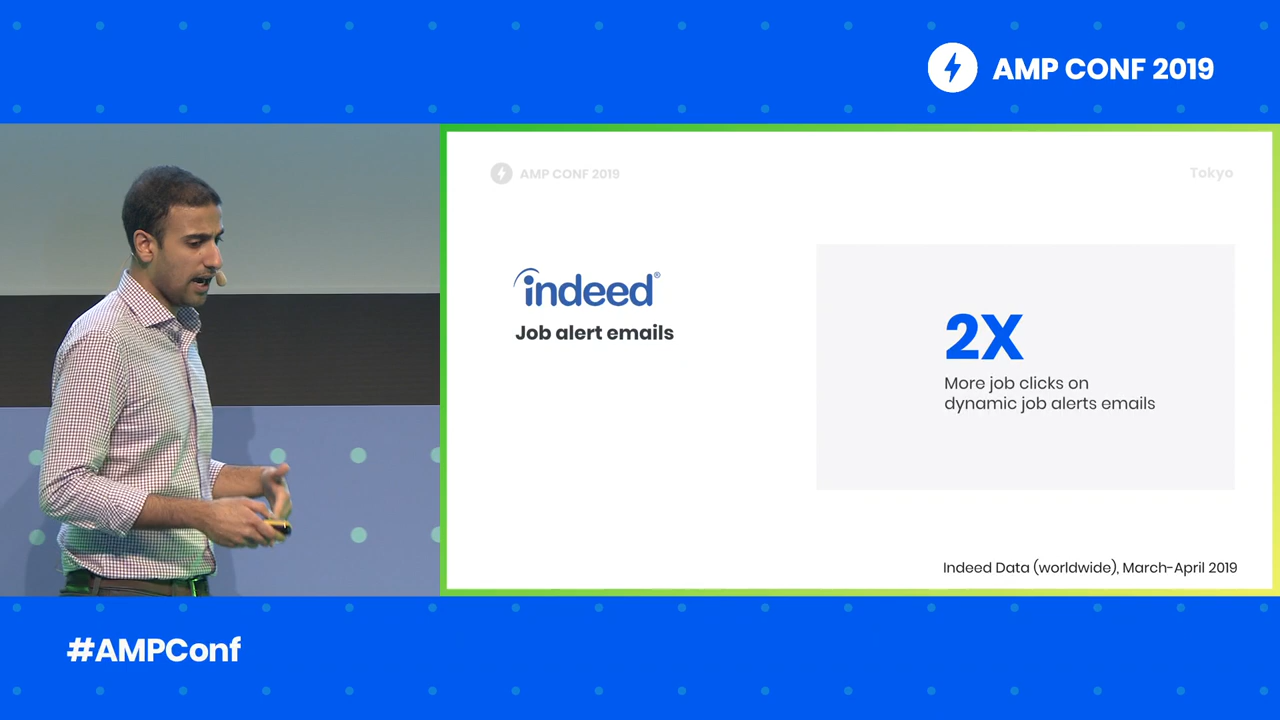 AMP CONF 2019
AMP CONF 2019
Tokyo
indeed®
Job alert emails
2X
More job clicks on
dynamic job alerts emails
Indeed Data (worldwide), March-April 2019
#AMPConf